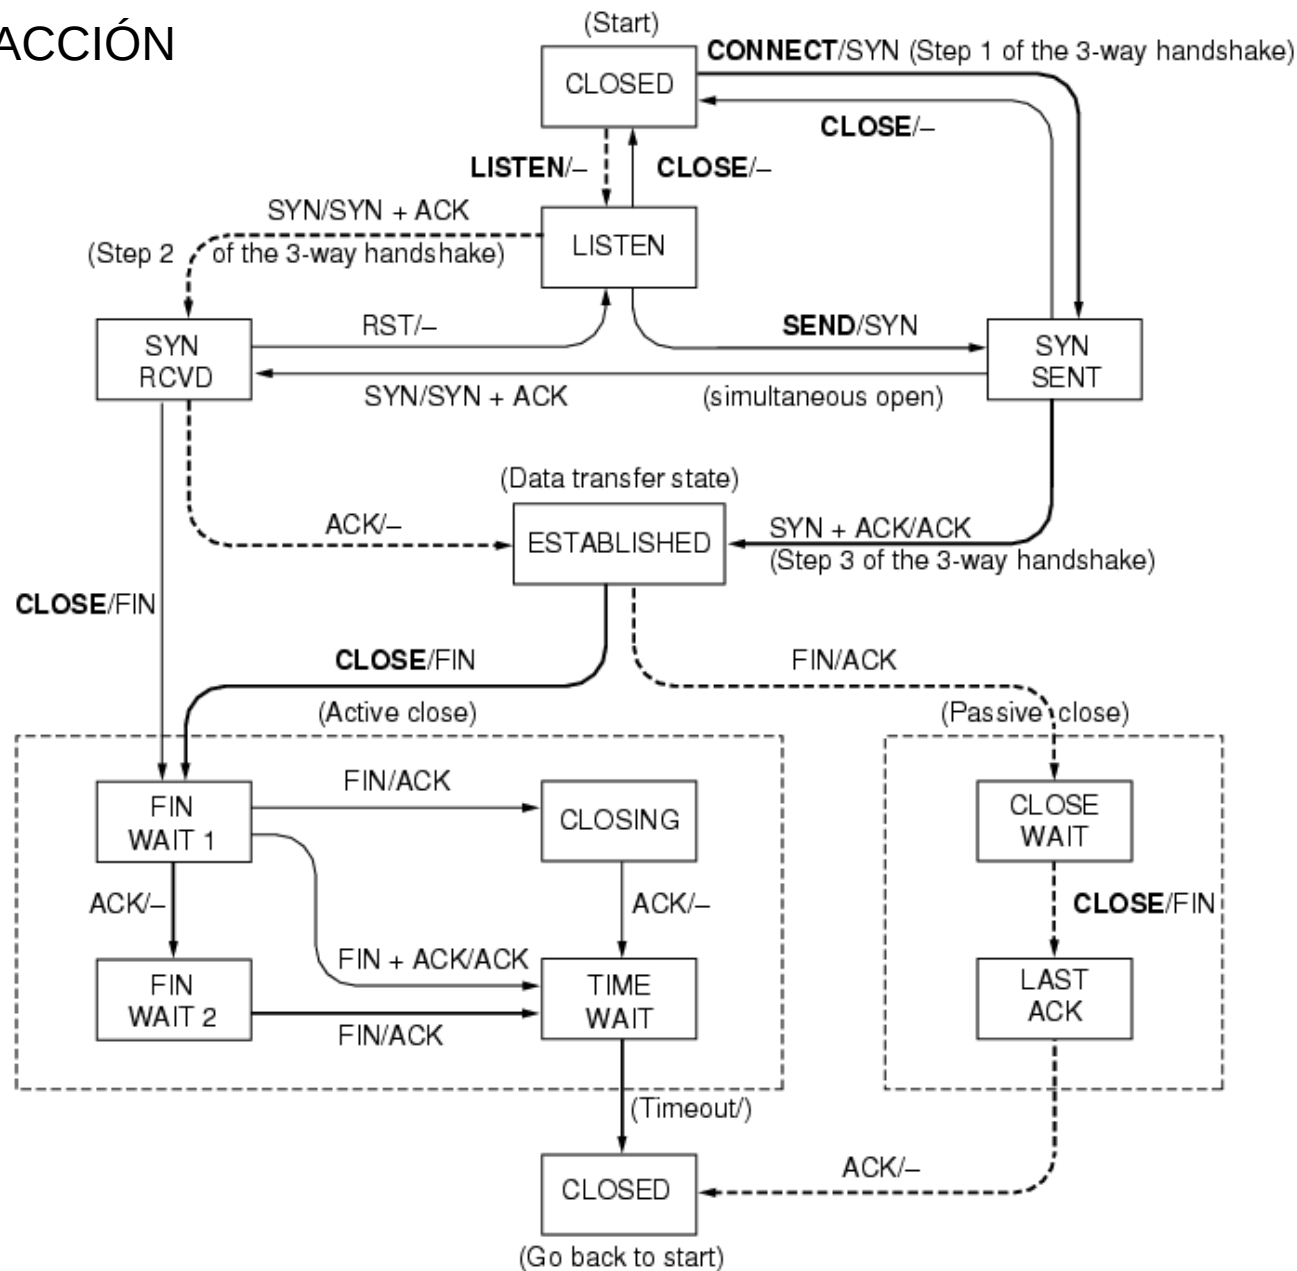 ACCIÓN
(Start)
CONNECT/SYN (Step 1 of the 3-way handshake)
CLOSED
CLOSE/–
LISTEN/–
CLOSE/–
SYN/SYN + ACK
(Step 2 of the 3-way handshake)
LISTEN
RST/–
SEND/SYN
SYN
RCVD
SYN
SENT
SYN/SYN + ACK
(simultaneous open)
(Data transfer state)
ACK/–
ESTABLISHED
SYN + ACK/ACK
(Step 3 of the 3-way handshake)
CLOSE/FIN
CLOSE/FIN
FIN/ACK
(Active close)
(Passive close)
FIN
WAIT 1
FIN/ACK
CLOSING
CLOSE
WAIT
ACK/–
ACK/–
CLOSE/FIN
FIN
WAIT 2
FIN + ACK/ACK
TIME
WAIT
LAST
ACK
FIN/ACK
(Timeout/)
ACK/–
CLOSED
(Go back to start)